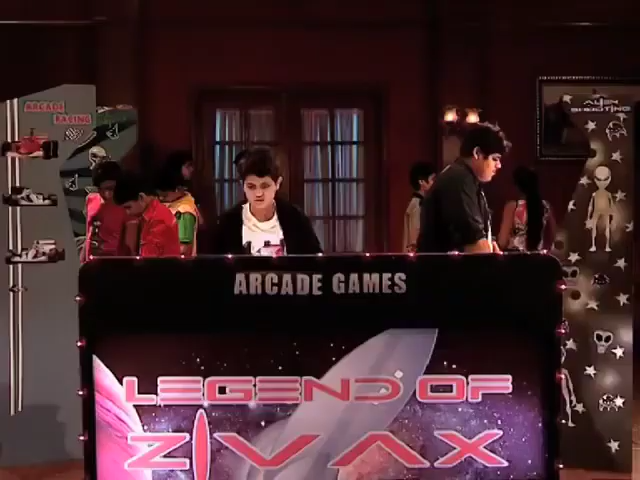 ARCADE
RACING
ALIEN
SHOOTING
ARCADE GAMES
LEGEND OF
ZIVAX